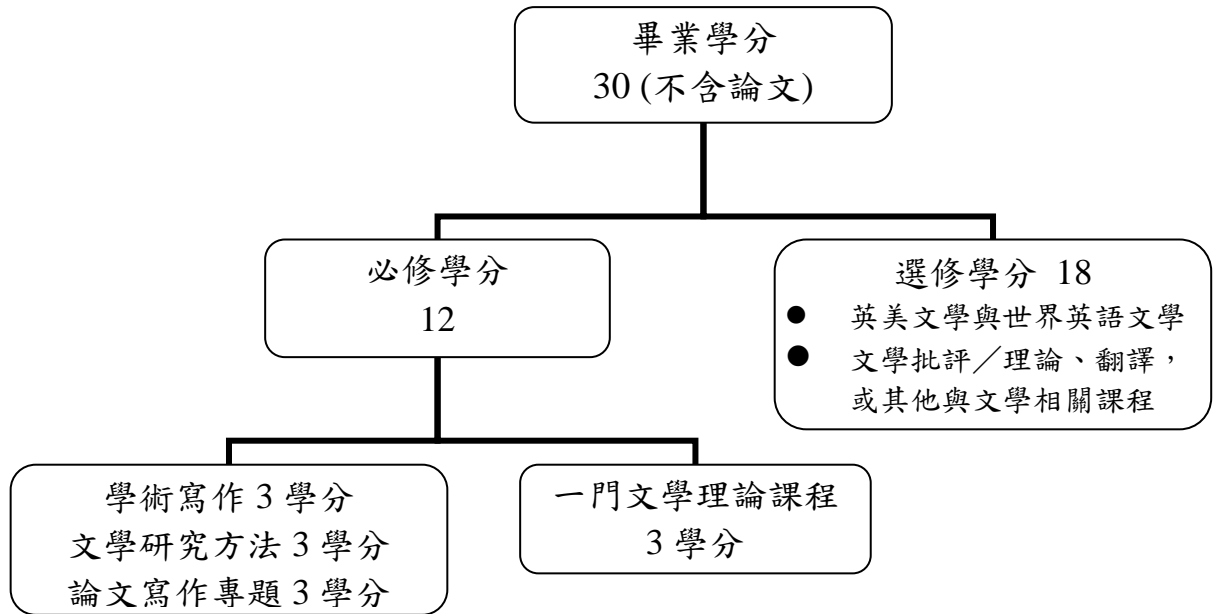 畢業學分
30 (不含論文)
必修學分
12
選修學分 18
● 英美文學與世界英語文學
● 文學批評／理論、翻譯，
或其他與文學相關課程
學術寫作 3 學分
文學研究方法 3 學分
論文寫作專題 3 學分
一門文學理論課程
3 學分